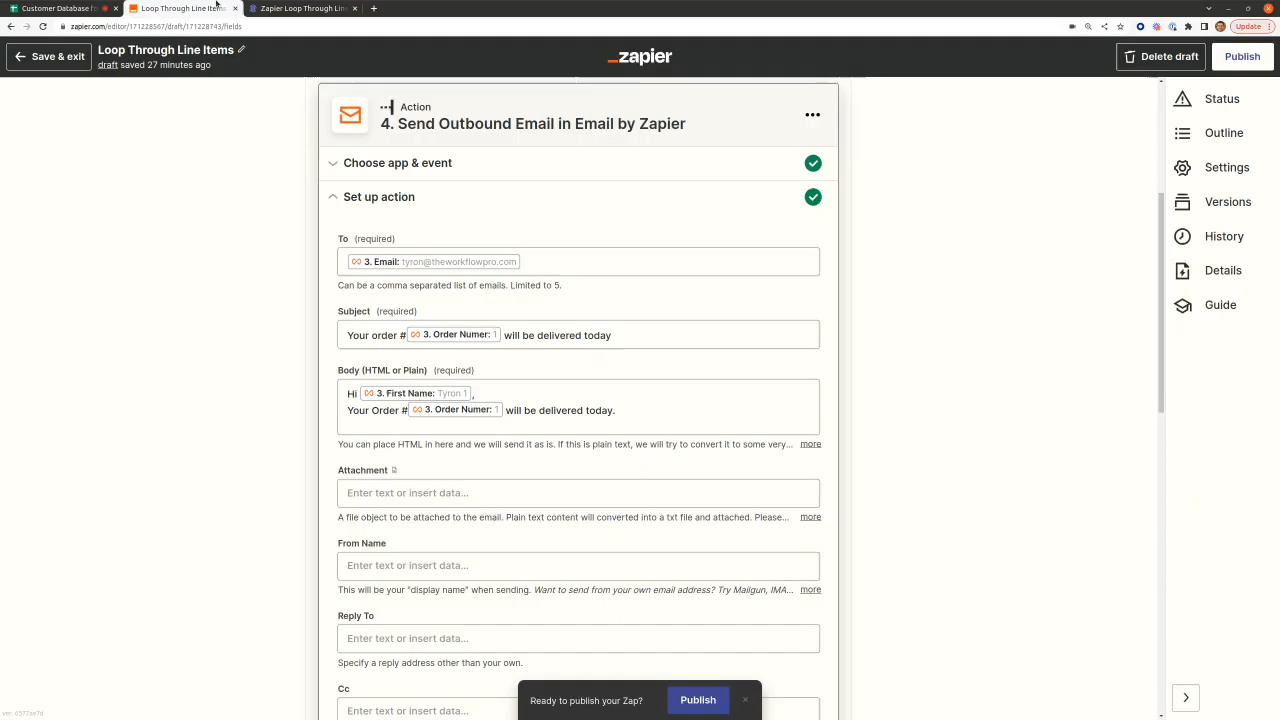 Customer Database f
Loop Through Line Items
Zapier Loop Through Line
zapier.com/editor/171228567/draft/171228743/fields
Update
Save & exit
Loop Through Line Items
draft saved 27 minutes ago
_zapier
Delete draft
Publish
Action
4. Send Outbound Email in Email by Zapier
Choose app & event
Set up action
To (required)
3. Email: tyron@theworkflowpro.com
Can be a comma separated list of emails. Limited to 5.
Subject (required)
Your order # 3. Order Numer: 1 will be delivered today
Body (HTML or Plain) (required)
Hi 3. First Name: Tyron 1 ,
Your Order # 3. Order Numer: 1 will be delivered today.
You can place HTML in here and we will send it as is. If this is plain text, we will try to convert it to some very... more
Attachment
Enter text or insert data...
A file object to be attached to the email. Plain text content will converted into a txt file and attached. Please... more
From Name
Enter text or insert data...
This will be your "display name" when sending. Want to send from your own email address? Try Mailgun, IMA... more
Reply To
Enter text or insert data...
Specify a reply address other than your own.
Cc
Enter text or insert data...
Ready to publish your Zap?
Publish
Status
Outline
Settings
Versions
History
Details
Guide
ver. 6577ae7d